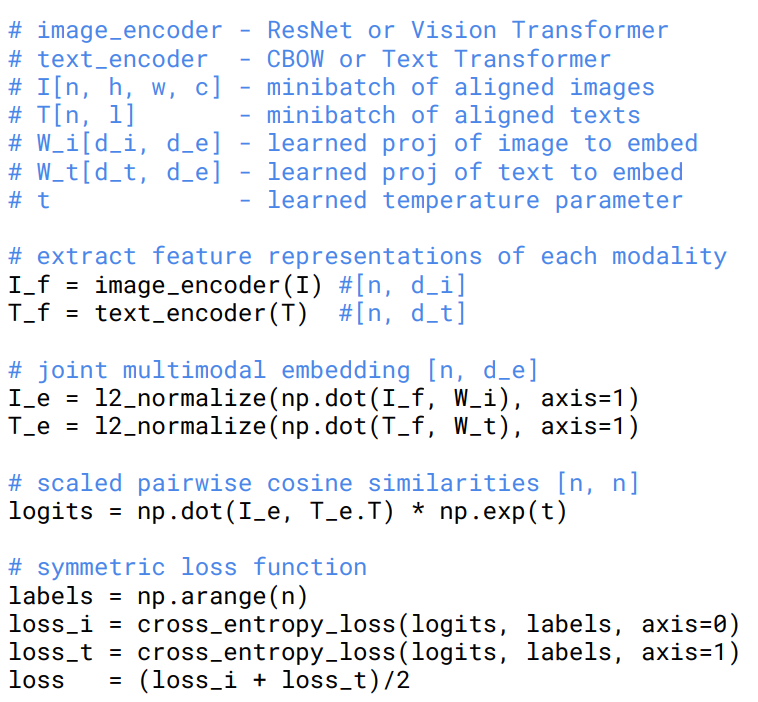 # image_encoder - ResNet or Vision Transformer
# text_encoder  - CBOW or Text Transformer
# I[n, h, w, c] - minibatch of aligned images
# T[n, l]       - minibatch of aligned texts
# W_i[d_i, d_e] - learned proj of image to embed
# W_t[d_t, d_e] - learned proj of text to embed
# t             - learned temperature parameter

# extract feature representations of each modality
I_f = image_encoder(I) #[n, d_i]
T_f = text_encoder(T)  #[n, d_t]

# joint multimodal embedding [n, d_e]
I_e = l2_normalize(np.dot(I_f, W_i), axis=1)
T_e = l2_normalize(np.dot(T_f, W_t), axis=1)

# scaled pairwise cosine similarities [n, n]
logits = np.dot(I_e, T_e.T) * np.exp(t)

# symmetric loss function
labels = np.arange(n)
loss_i = cross_entropy_loss(logits, labels, axis=0)
loss_t = cross_entropy_loss(logits, labels, axis=1)
loss   = (loss_i + loss_t)/2